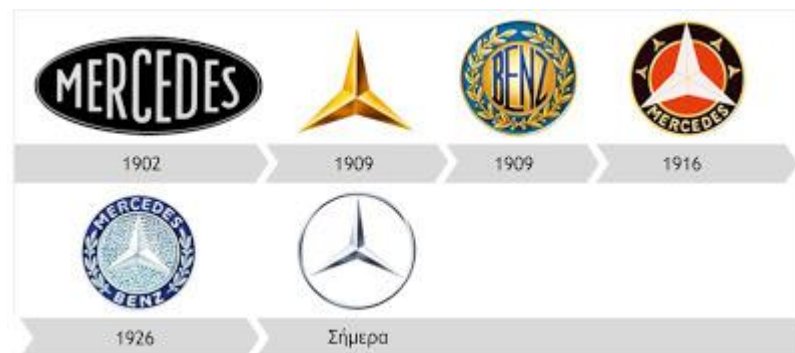 MERCEDES
BENZ
MERCEDES
1902
1909
1909
1916
MERCEDES
BENZ
1926
Σήμερα